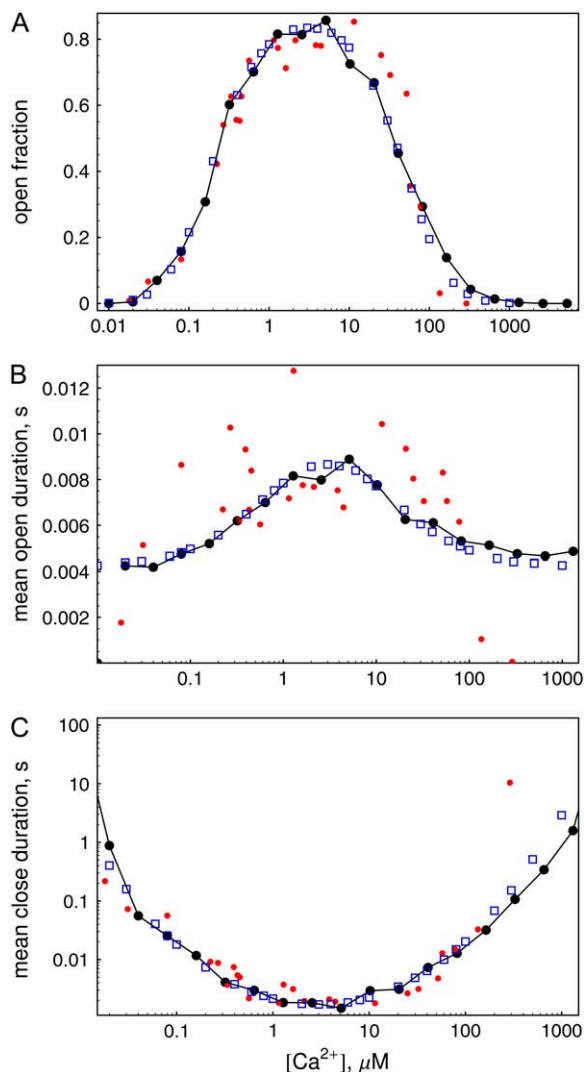 A
open fraction
0.8
0.6
0.4
0.2
0
0.01 0.1 1 10 100 1000
B
mean open duration, s
0.012
0.01
0.008
0.006
0.004
0.002
0.1 1 10 100 1000
C
mean close duration, s
100
10
1
0.1
0.01
0.1 1 10 100 1000
[Ca²⁺], μM